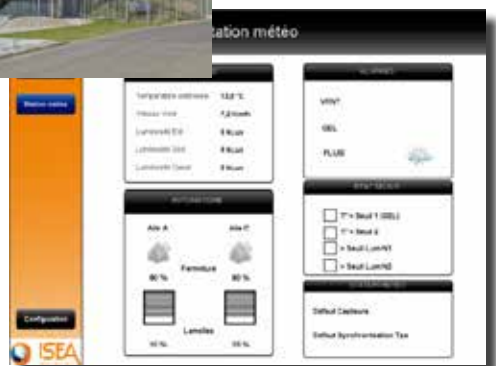 tation météo
Station météo
Température extérieure 13,0 °C
Vitesse Vent 7,2 Km/h
Luminosité Est 0 KLux
Luminosité Sud 0 KLux
Luminosité Ouest 0 KLux
ALARMES
VENT
GEL
PLUIE
Aile A Aile C
Fermeture
80 % 80 %
Lamelles
T° < Seuil 1 (GEL)
T° < Seuil 2
> Seuil LumN1
> Seuil LumN2
Défaut Capteurs
Défaut Synchronisation Tps
Configuration
ISEA